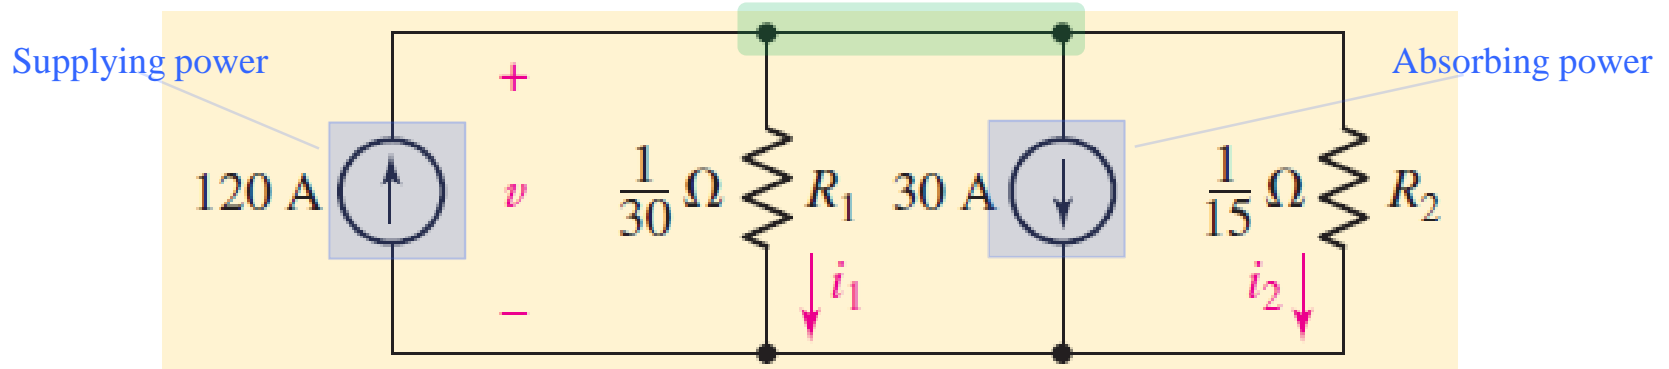 Supplying power
Absorbing power
+
120 A
v
1/30 Ω
R₁
30 A
1/15 Ω
R₂
i₁
i₂
−